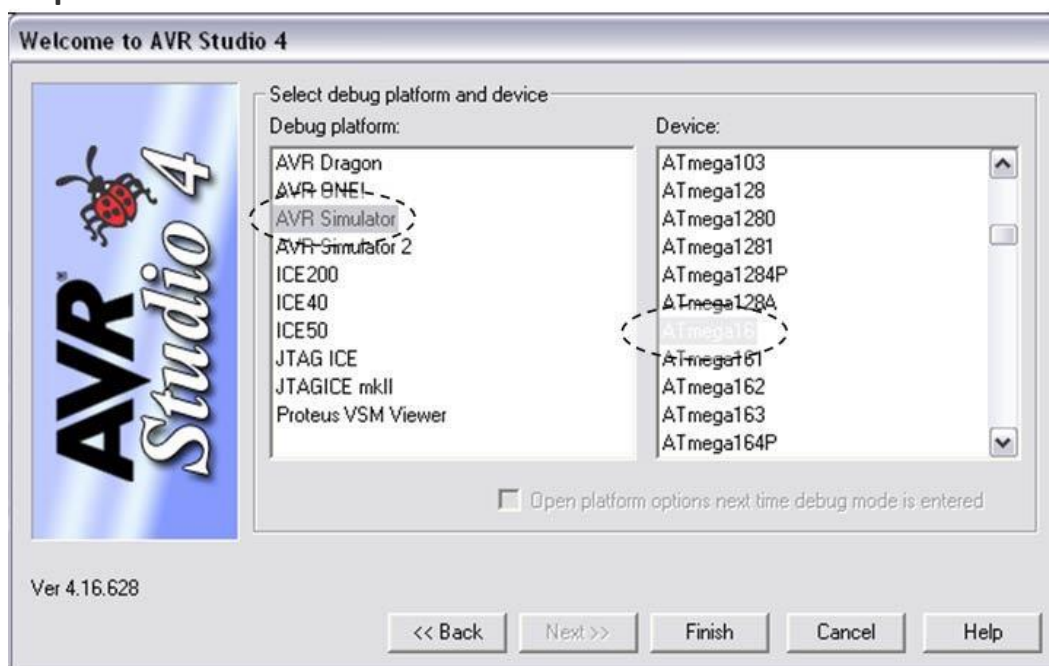 Welcome to AVR Studio 4
Select debug platform and device
Debug platform:
AVR Dragon
AVR ONE!
AVR Simulator
AVR Simulator 2
ICE200
ICE40
ICE50
JTAG ICE
JTAGICE mkII
Proteus VSM Viewer
Device:
ATmega103
ATmega128
ATmega1280
ATmega1281
ATmega1284P
ATmega128A
ATmega16
ATmega161
ATmega162
ATmega163
ATmega164P
Open platform options next time debug mode is entered
AVR®
Studio 4
Ver 4.16.628
<< Back
Next >>
Finish
Cancel
Help